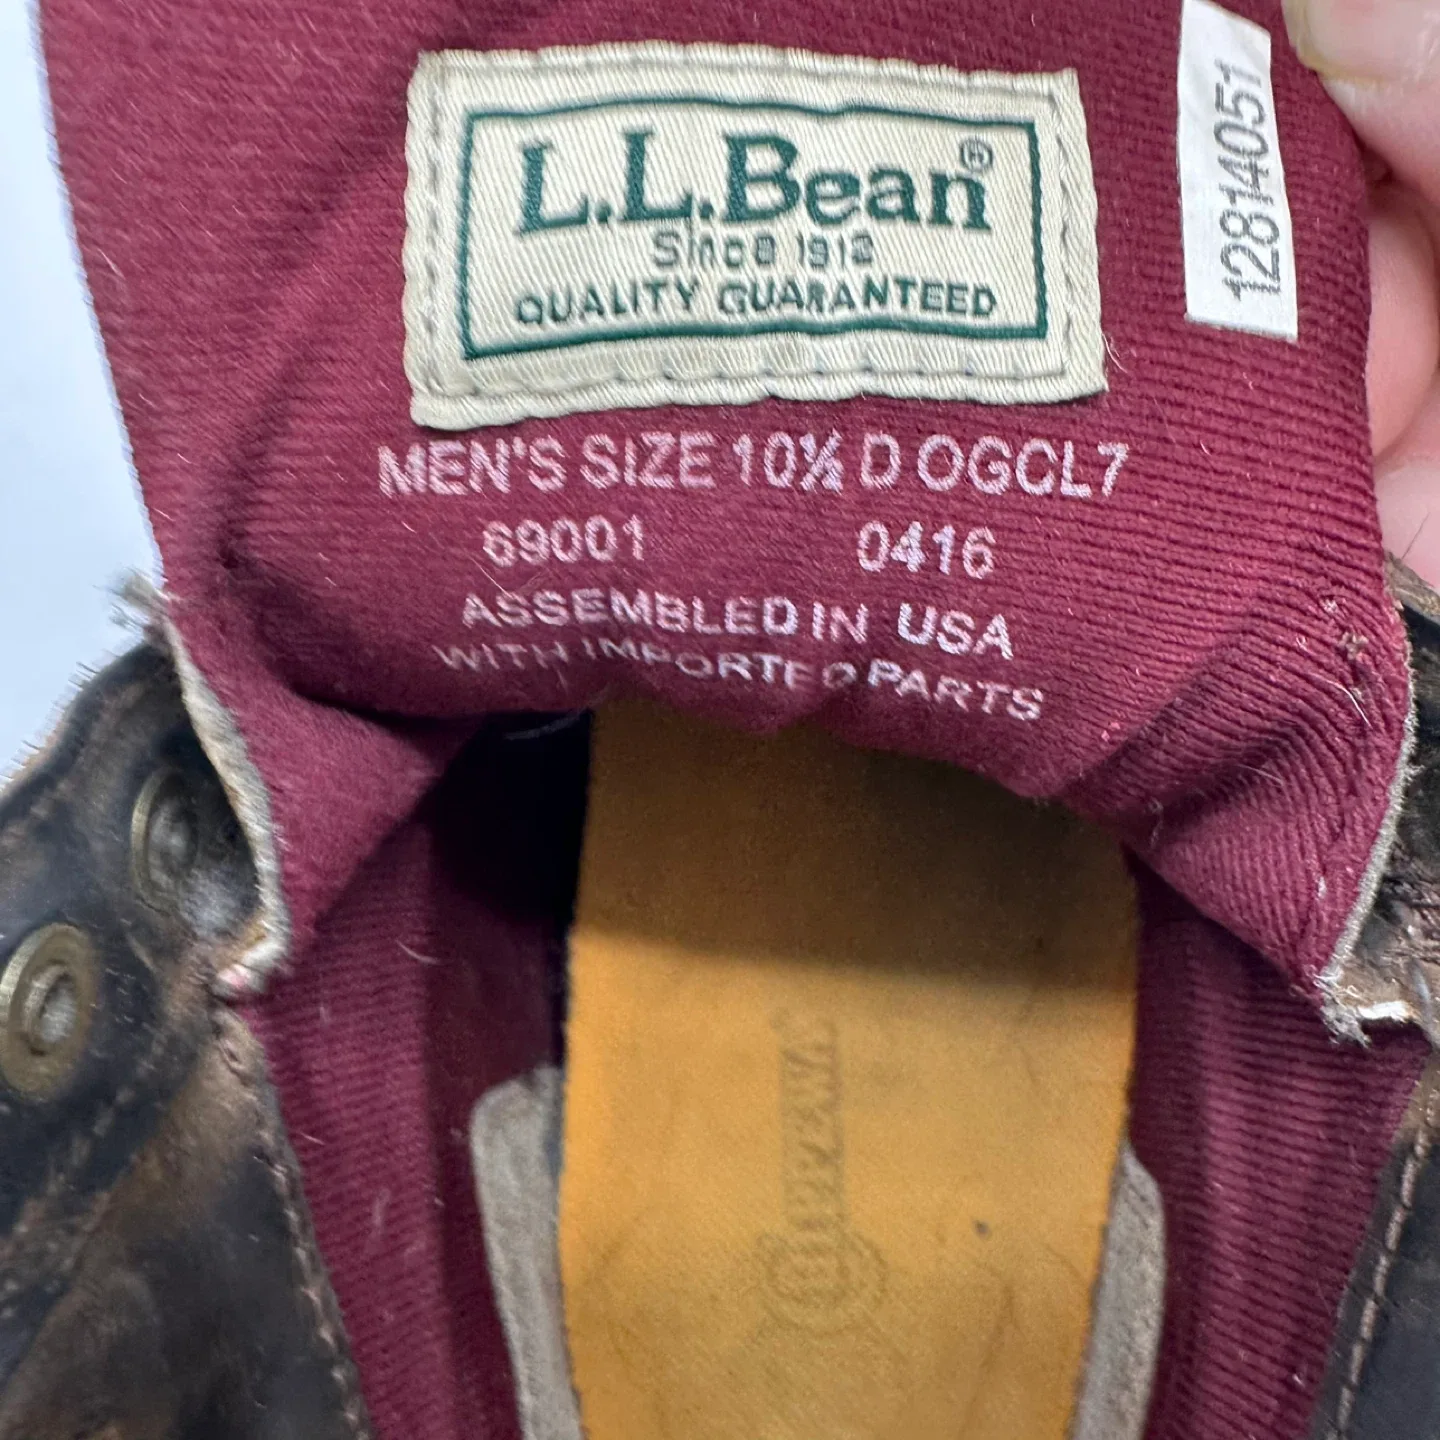 L.L.Bean®
Since 1912
QUALITY GUARANTEED
12814051
MEN'S SIZE 10½ D OGCL7
69001 0416
ASSEMBLED IN USA
WITH IMPORTED PARTS